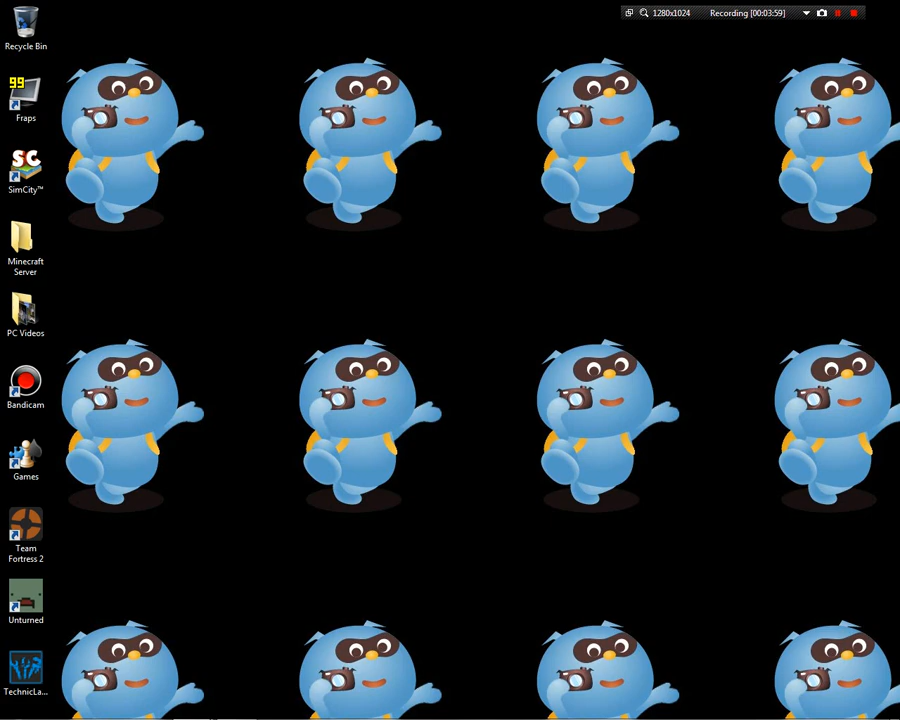 1280x1024 Recording [00:03:59]
Recycle Bin
99
Fraps
SC
SimCity™
Minecraft
Server
PC Videos
Bandicam
Games
Team
Fortress 2
Unturned
TechnicLa...